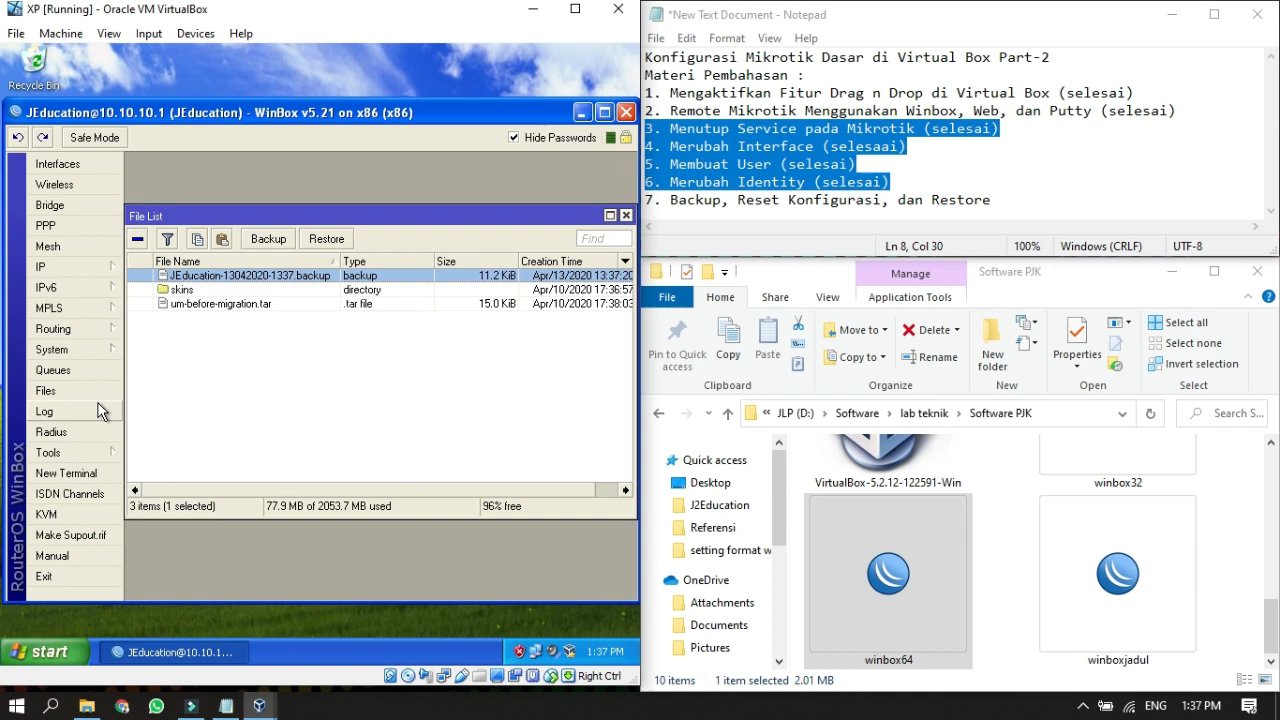 XP [Running] - Oracle VM VirtualBox
File Machine View Input Devices Help
Recycle Bin
JEducation@10.10.10.1 (JEducation) - WinBox v5.21 on x86 (x86)
Safe Mode
Hide Passwords
Interfaces
Wireless
Bridge
PPP
Mesh
IP
IPv6
MPLS
Routing
System
Queues
Files
Log
Radius
Tools
New Terminal
ISDN Channels
KVM
Make Supout.rif
Manual
Exit
RouterOS WinBox
File List
Backup Restore Find
File Name Type Size Creation Time
JEducation-13042020-1337.backup backup 11.2 KiB Apr/13/2020 13:37:20
skins directory Apr/10/2020 17:36:57
um-before-migration.tar .tar file 15.0 KiB Apr/10/2020 17:38:03
3 items (1 selected) 77.9 MB of 2053.7 MB used 96% free
start JEducation@10.10.1... 1:37 PM
Right Ctrl
*New Text Document - Notepad
File Edit Format View Help
Konfigurasi Mikrotik Dasar di Virtual Box Part-2
Materi Pembahasan :
1. Mengaktifkan Fitur Drag n Drop di Virtual Box (selesai)
2. Remote Mikrotik Menggunakan Winbox, Web, dan Putty (selesai)
3. Menutup Service pada Mikrotik (selesai)
4. Merubah Interface (selesaai)
5. Membuat User (selesai)
6. Merubah Identity (selesai)
7. Backup, Reset Konfigurasi, dan Restore
Ln 8, Col 30 100% Windows (CRLF) UTF-8
Manage Software PJK
File Home Share View Application Tools
Pin to Quick access
Copy
Paste
Move to
Copy to
Delete
Rename
New folder
Properties
Select all
Select none
Invert selection
Clipboard Organize New Open Select
« JLP (D:) Software lab teknik Software PJK Search S...
Quick access
Desktop
J2Education
Referensi
setting format w
OneDrive
Attachments
Documents
Pictures
VirtualBox-5.2.12-122591-Win
winbox32
winbox64
winboxjadul
10 items 1 item selected 2.01 MB
ENG 1:37 PM